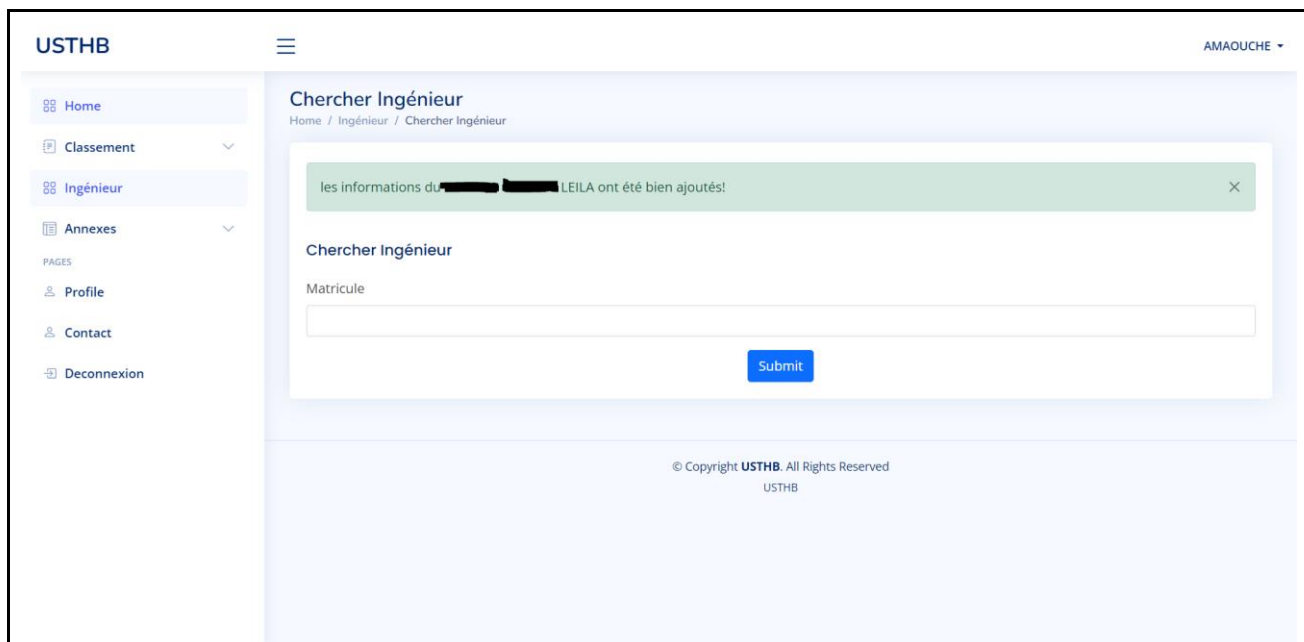 USTHB
AMAOUCHE
Home
Classement
Ingénieur
Annexes
PAGES
Profile
Contact
Deconnexion
Chercher Ingénieur
Home / Ingénieur / Chercher Ingénieur
les informations du LEILA ont été bien ajoutés!
Chercher Ingénieur
Matricule
Submit
© Copyright USTHB. All Rights Reserved
USTHB